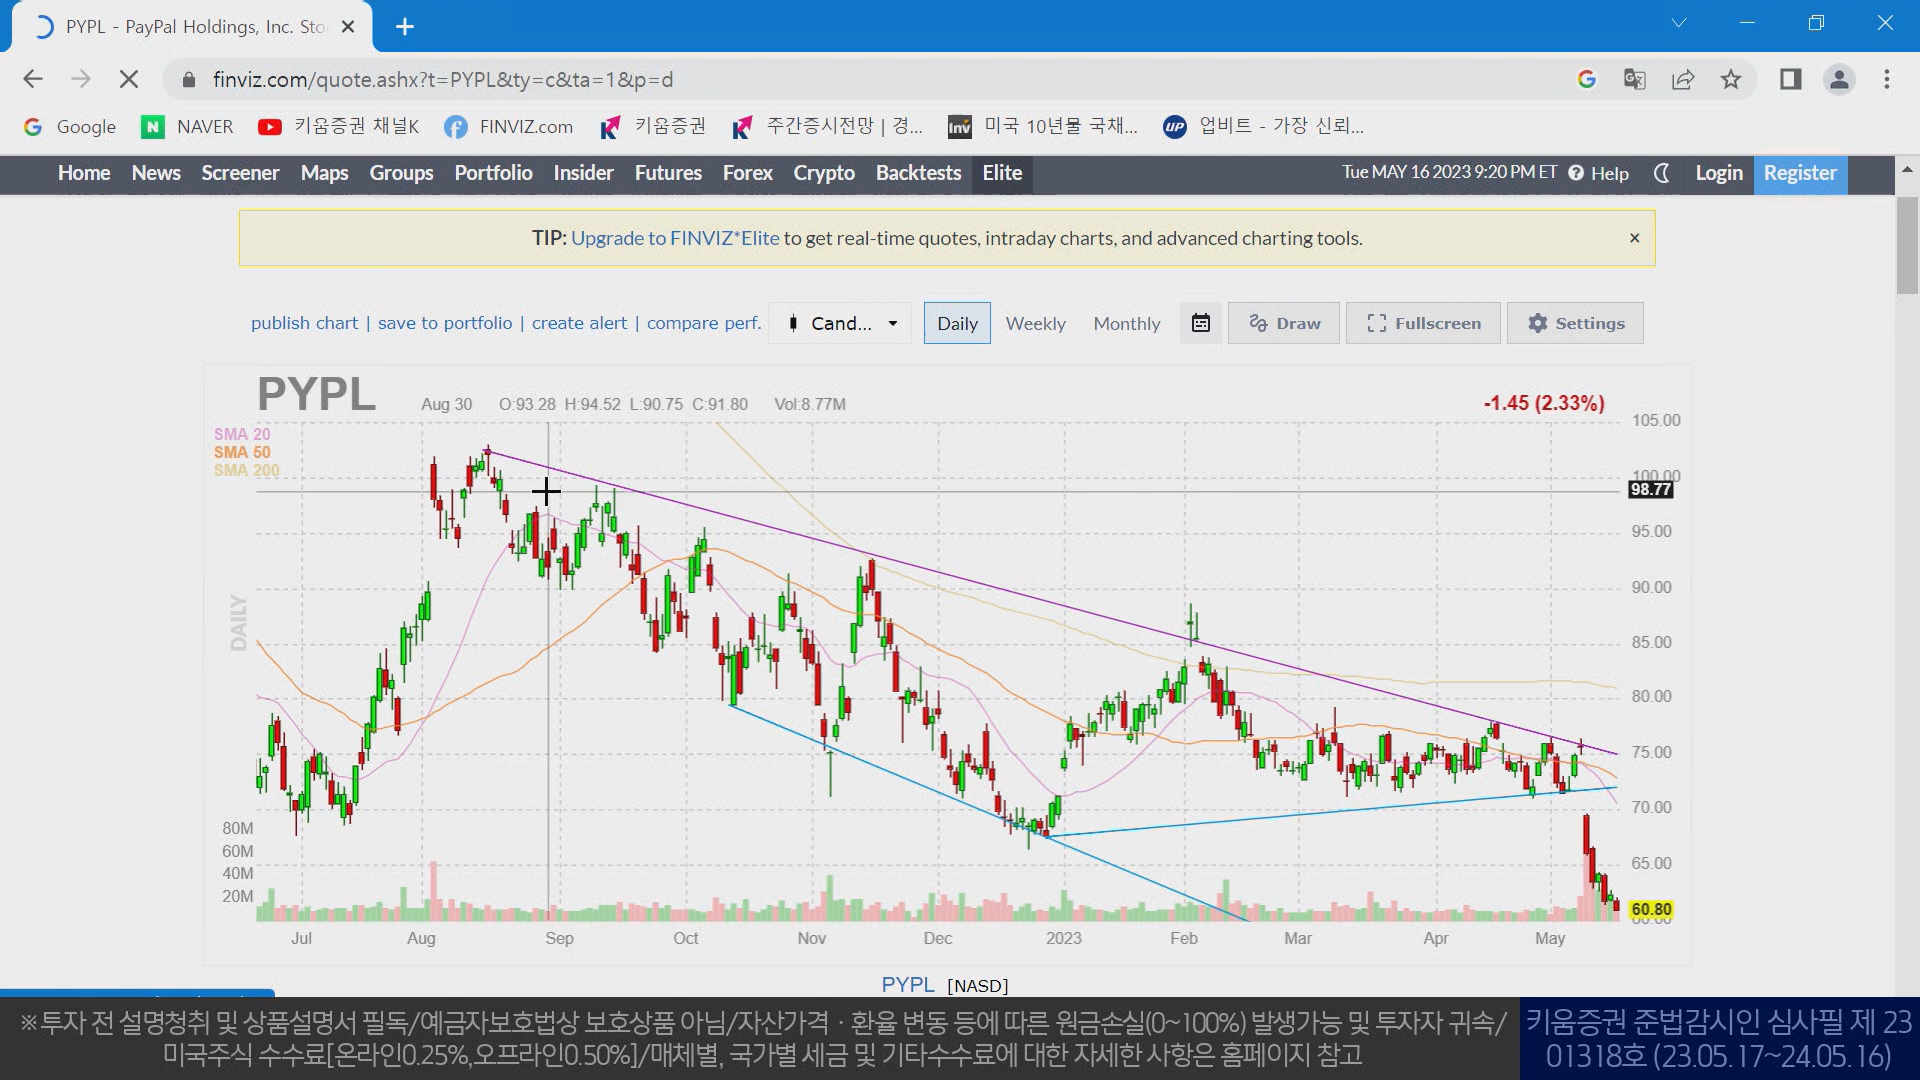 PYPL - PayPal Holdings, Inc. Sto
finviz.com/quote.ashx?t=PYPL&ty=c&ta=1&p=d
Google NAVER 키움증권 채널K FINVIZ.com 키움증권 주간증시전망 | 경... Inv 미국 10년물 국채... UP 업비트 - 가장 신뢰...
Home News Screener Maps Groups Portfolio Insider Futures Forex Crypto Backtests Elite Tue MAY 16 2023 9:20 PM ET Help Login Register
TIP: Upgrade to FINVIZ*Elite to get real-time quotes, intraday charts, and advanced charting tools. ×
publish chart | save to portfolio | create alert | compare perf. Cand... Daily Weekly Monthly Draw Fullscreen Settings
PYPL Aug 30 O:93.28 H:94.52 L:90.75 C:91.80 Vol:8.77M -1.45 (2.33%)
105.00
SMA 20
SMA 50
SMA 200
100.00
98.77
95.00
90.00
DAILY
85.00
80.00
75.00
70.00
80M
60M
65.00
40M
20M
60.80
Jul Aug Sep Oct Nov Dec 2023 Feb Mar Apr May
PYPL [NASD]
※투자 전 설명청취 및 상품설명서 필독/예금자보호법상 보호상품 아님/자산가격 · 환율 변동 등에 따른 원금손실(0~100%) 발생가능 및 투자자 귀속/
미국주식 수수료[온라인0.25%,오프라인0.50%]/매체별, 국가별 세금 및 기타수수료에 대한 자세한 사항은 홈페이지 참고
키움증권 준법감시인 심사필 제 23
01318호 (23.05.17~24.05.16)